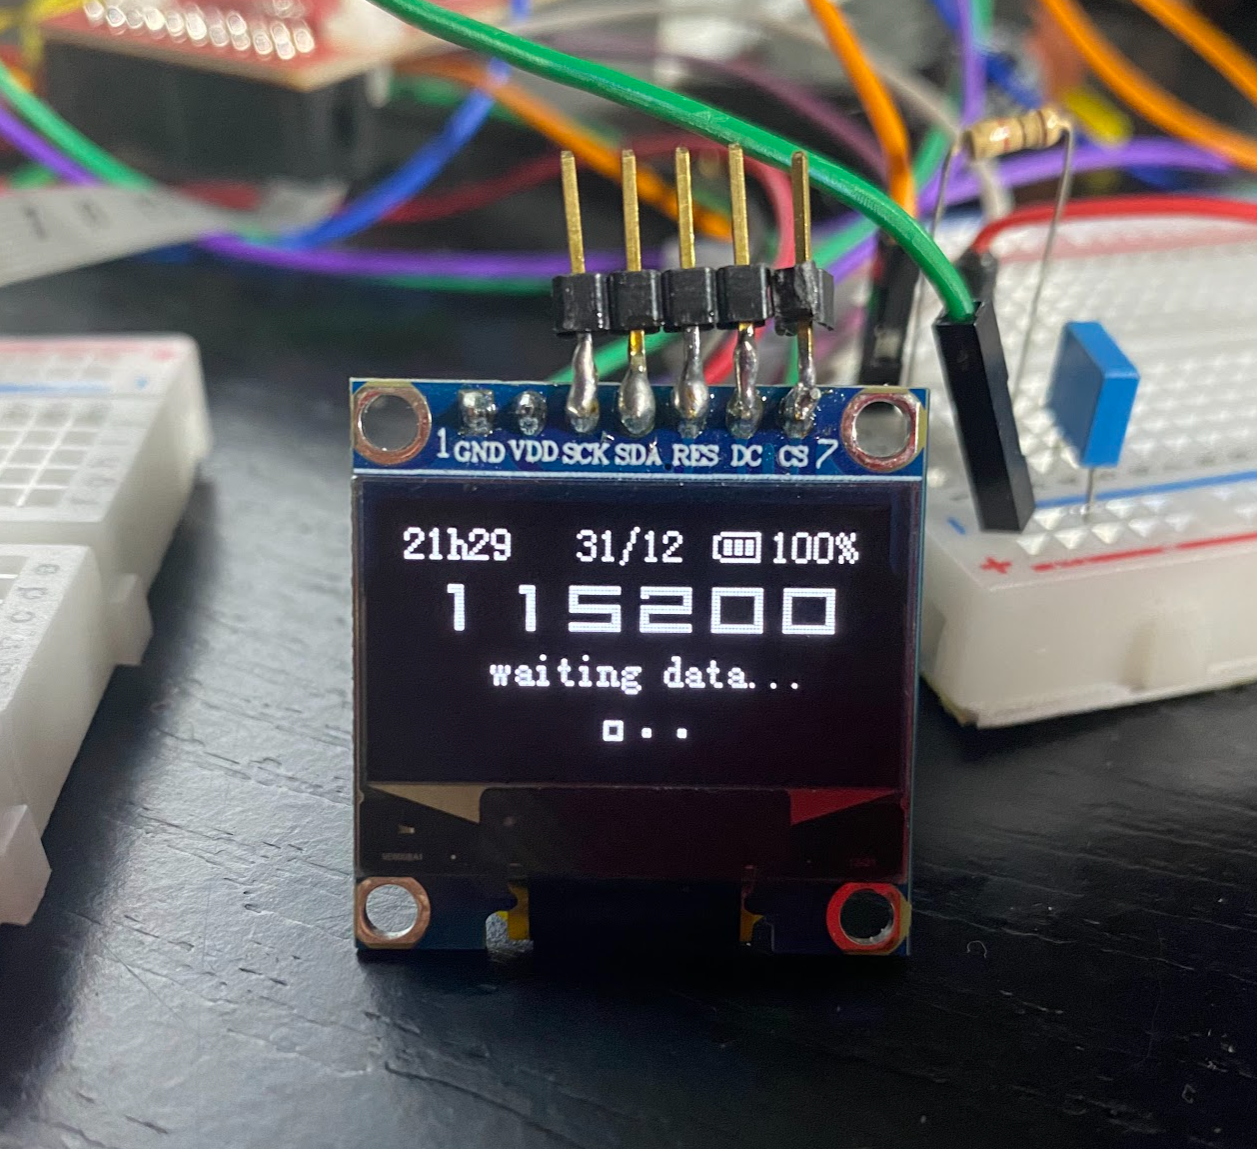 1 GND VDD SCK SDA RES DC CS 7
21h29 31/12 100%
115200
waiting data...